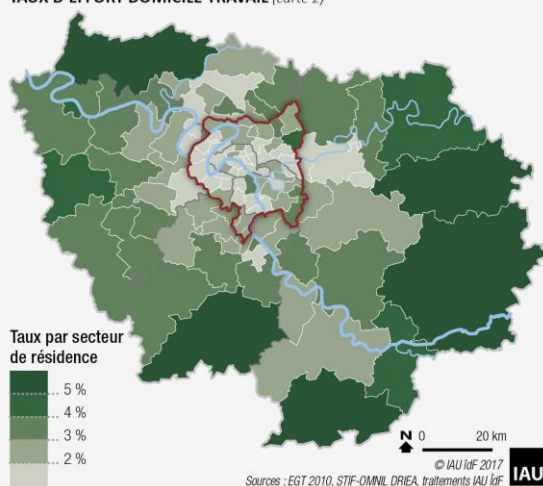 TAUX D'EFFORT DOMICILE-TRAVAIL (carte 2)
Taux par secteur
de résidence
5 %
4 %
3 %
2 %
N 0 20 km
© IAU îdF 2017
IAU
Sources : EGT 2010, STIF-OMNIL DRIEA, traitements IAU îdF